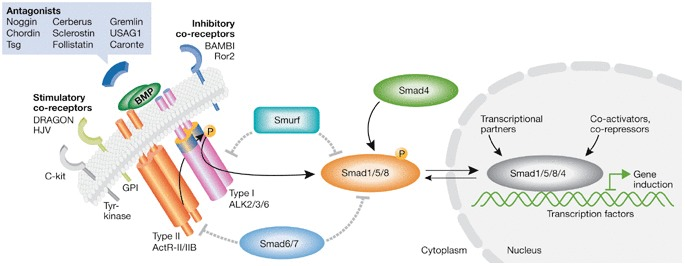 Antagonists
Noggin Cerberus Gremlin
Chordin Sclerostin USAG1
Tsg Follistatin Caronte
Inhibitory
co-receptors
BAMBI
Ror2
BMP
Stimulatory
co-receptors
DRAGON
HJV
C-kit
GPI
Tyr-
kinase
P
Type I
ALK2/3/6
Type II
ActR-II/IIB
Smurf
Smad6/7
Smad4
P
Smad1/5/8
Transcriptional
partners
Co-activators,
co-repressors
Smad1/5/8/4
Gene
induction
Transcription factors
Cytoplasm
Nucleus